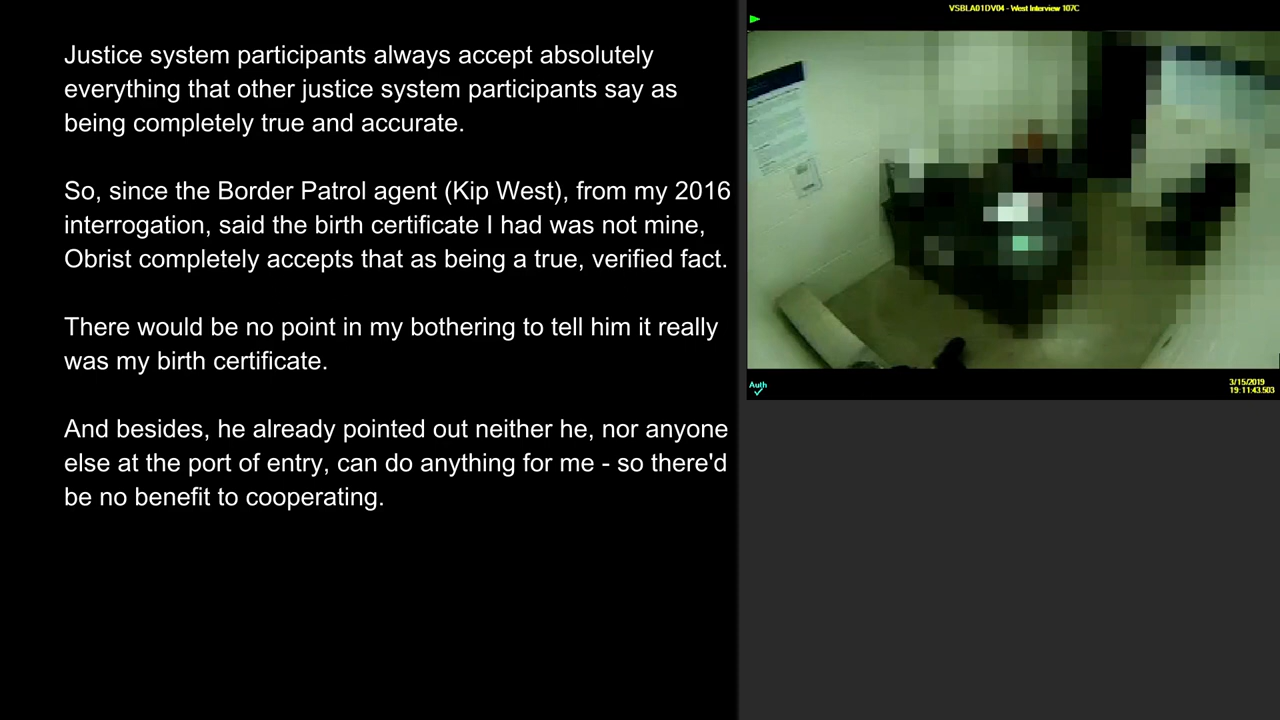 Justice system participants always accept absolutely
everything that other justice system participants say as
being completely true and accurate.
So, since the Border Patrol agent (Kip West), from my 2016
interrogation, said the birth certificate I had was not mine,
Obrist completely accepts that as being a true, verified fact.
There would be no point in my bothering to tell him it really
was my birth certificate.
And besides, he already pointed out neither he, nor anyone
else at the port of entry, can do anything for me - so there'd
be no benefit to cooperating.
VSBLA01DV04 - West Interview 107C
Auth
3/15/2019
19:11:43.503